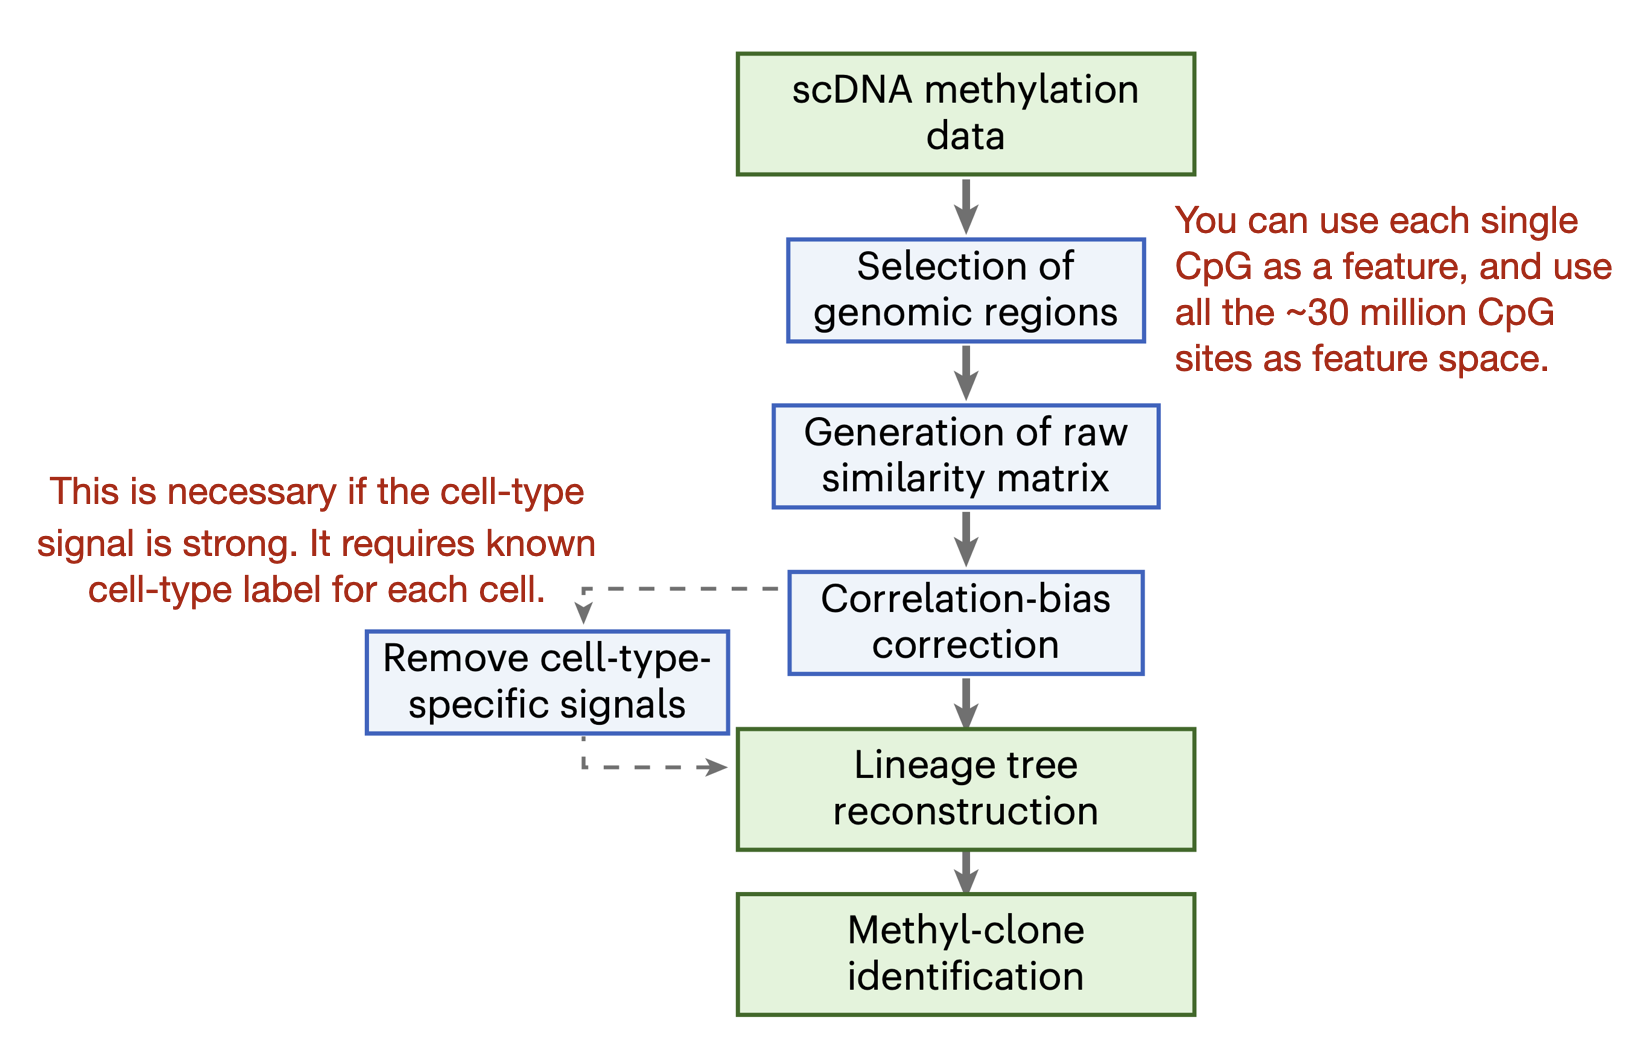 scDNA methylation
data
You can use each single
CpG as a feature, and use
all the ~30 million CpG
sites as feature space.
Selection of
genomic regions
Generation of raw
similarity matrix
This is necessary if the cell-type
signal is strong. It requires known
cell-type label for each cell.
Correlation-bias
correction
Remove cell-type-
specific signals
Lineage tree
reconstruction
Methyl-clone
identification